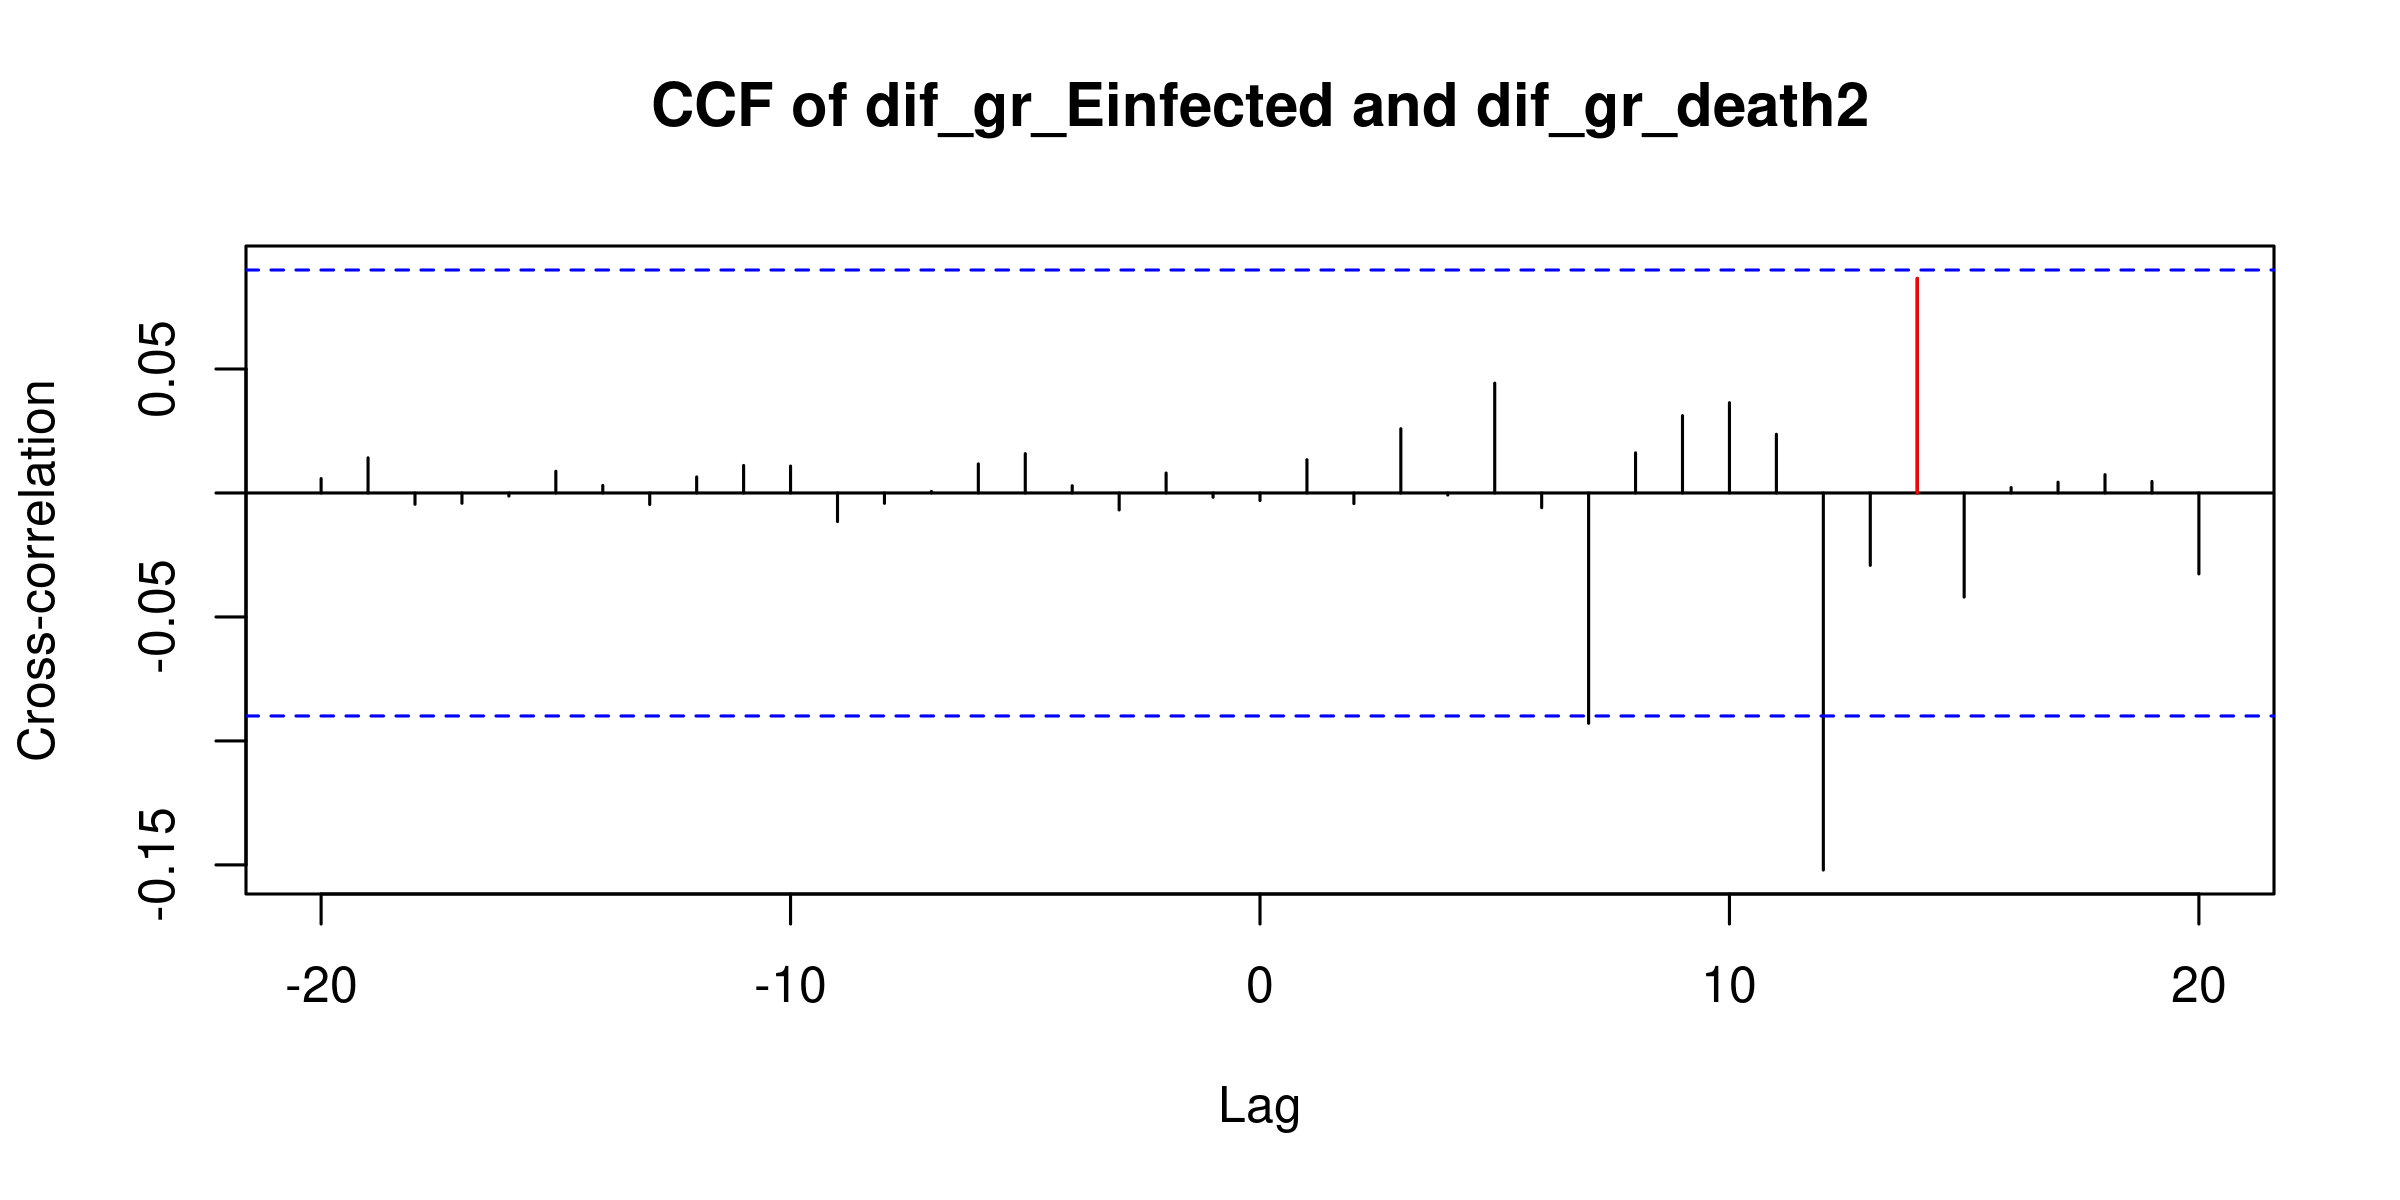 CCF of dif_gr_Einfected and dif_gr_death2
Cross-correlation
0.05
-0.05
-0.15
-20 -10 0 10 20
Lag